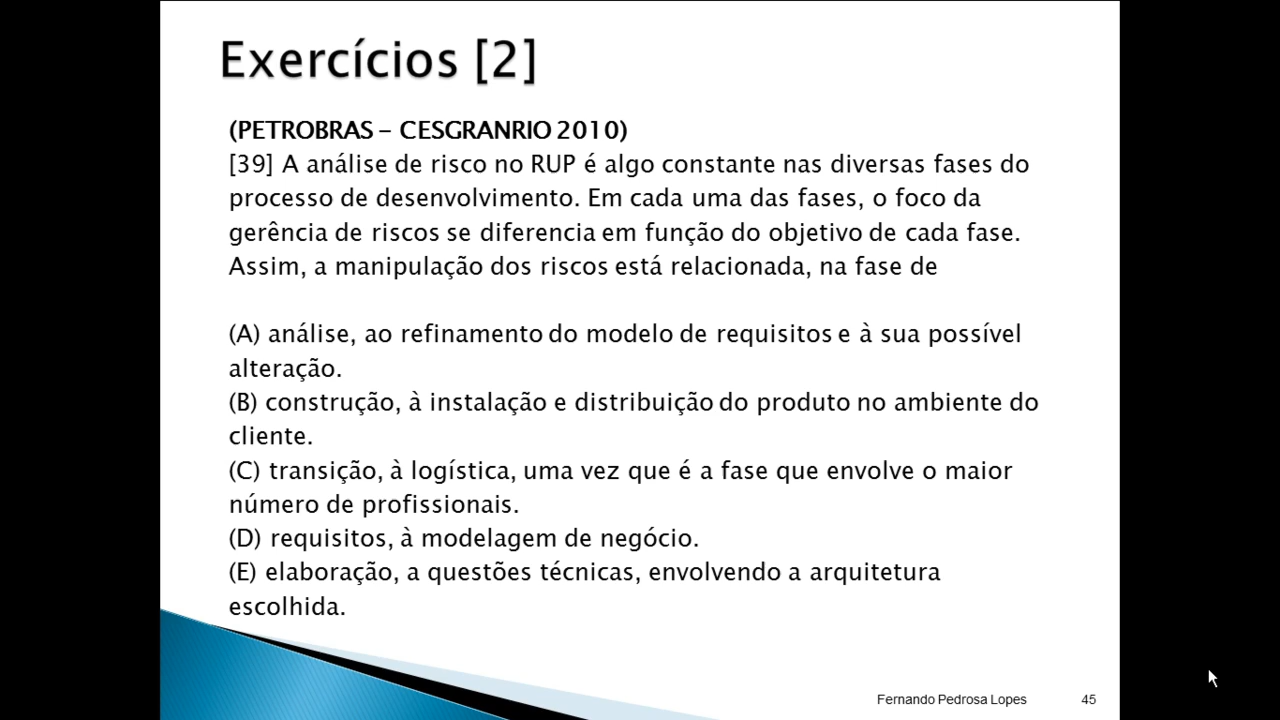 Exercícios [2]
(PETROBRAS – CESGRANRIO 2010)
[39] A análise de risco no RUP é algo constante nas diversas fases do
processo de desenvolvimento. Em cada uma das fases, o foco da
gerência de riscos se diferencia em função do objetivo de cada fase.
Assim, a manipulação dos riscos está relacionada, na fase de
(A) análise, ao refinamento do modelo de requisitos e à sua possível
alteração.
(B) construção, à instalação e distribuição do produto no ambiente do
cliente.
(C) transição, à logística, uma vez que é a fase que envolve o maior
número de profissionais.
(D) requisitos, à modelagem de negócio.
(E) elaboração, a questões técnicas, envolvendo a arquitetura
escolhida.
Fernando Pedrosa Lopes 45